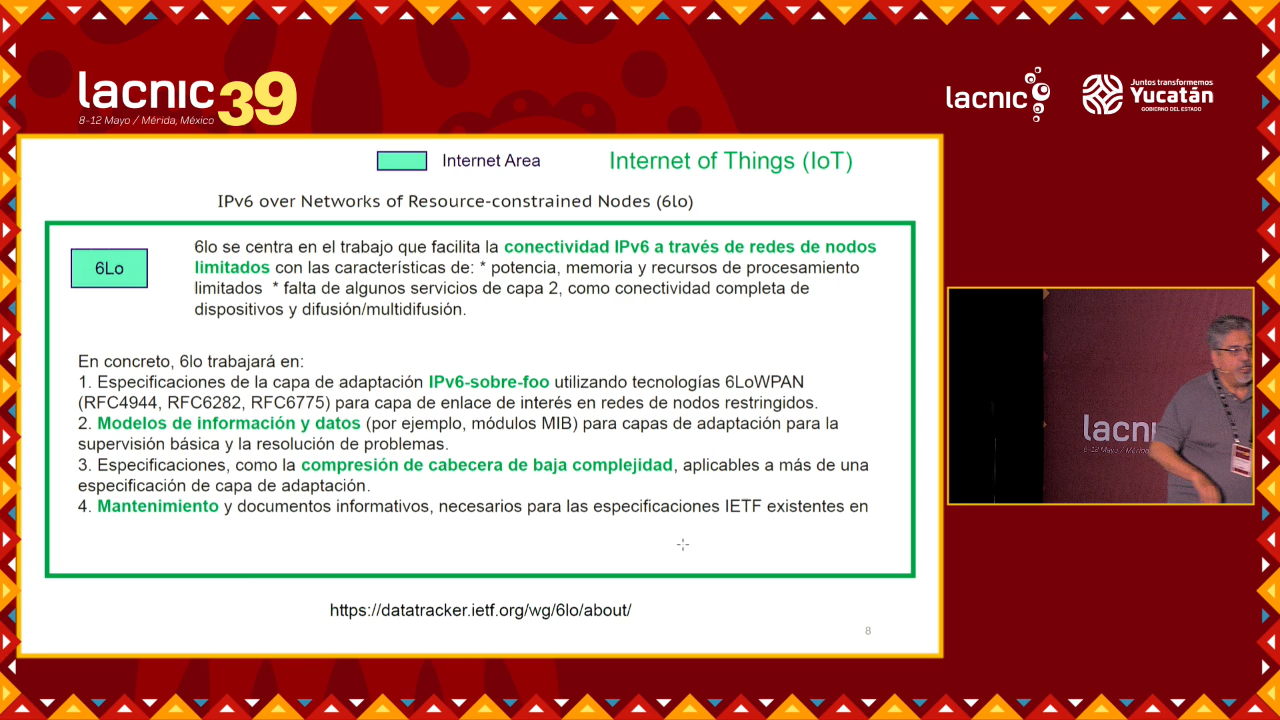 lacnic 39
8-12 Mayo / Mérida, México
lacnic
Juntos transformemos
Yucatán
GOBIERNO DEL ESTADO
Internet Area
Internet of Things (IoT)
IPv6 over Networks of Resource-constrained Nodes (6lo)
6Lo
6lo se centra en el trabajo que facilita la conectividad IPv6 a través de redes de nodos
limitados con las características de: * potencia, memoria y recursos de procesamiento
limitados * falta de algunos servicios de capa 2, como conectividad completa de
dispositivos y difusión/multidifusión.
En concreto, 6lo trabajará en:
1. Especificaciones de la capa de adaptación IPv6-sobre-foo utilizando tecnologías 6LoWPAN
(RFC4944, RFC6282, RFC6775) para capa de enlace de interés en redes de nodos restringidos.
2. Modelos de información y datos (por ejemplo, módulos MIB) para capas de adaptación para la
supervisión básica y la resolución de problemas.
3. Especificaciones, como la compresión de cabecera de baja complejidad, aplicables a más de una
especificación de capa de adaptación.
4. Mantenimiento y documentos informativos, necesarios para las especificaciones IETF existentes en
https://datatracker.ietf.org/wg/6lo/about/
8
lacni
8-12 Mayo / Mérida